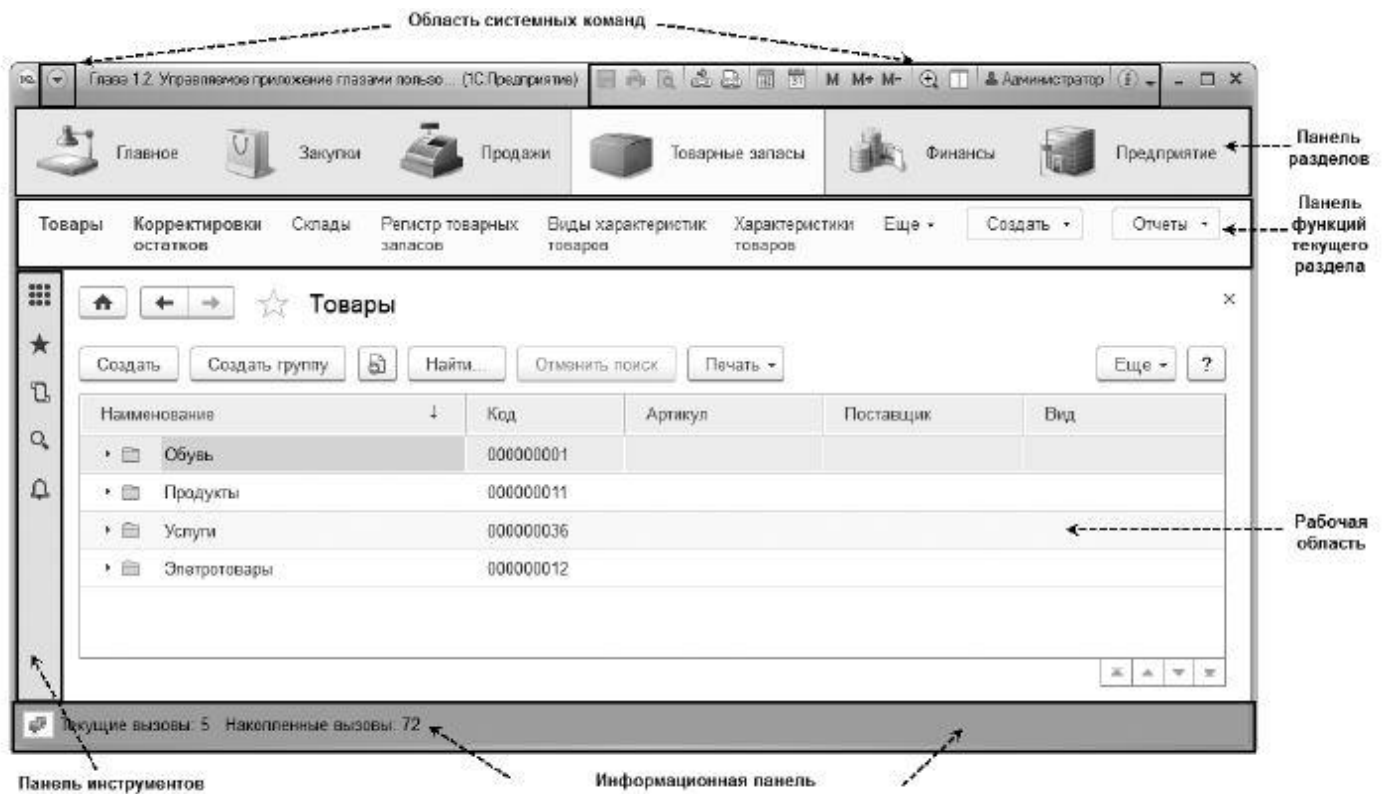 Область системных команд
1С Глава 1.2. Управляемое приложение глазами пользо... (1С:Предприятие) 31 M M+ M- Администратор i
Главное Закупки Продажи Товарные запасы Финансы Предприятие
Панель
разделов
Товары Корректировки Склады Регистр товарных Виды характеристик Характеристики Еще Создать Отчеты
остатков запасов товаров товаров
Панель
функций
текущего
раздела
Товары
Создать Создать группу Найти... Отменить поиск Печать Еще ?
Наименование Код Артикул Поставщик Вид
Обувь 000000001
Продукты 000000011
Услуги 000000036
Элетротовары 000000012
Рабочая
область
Текущие вызовы: 5 Накопленные вызовы: 72
Панель инструментов
Информационная панель